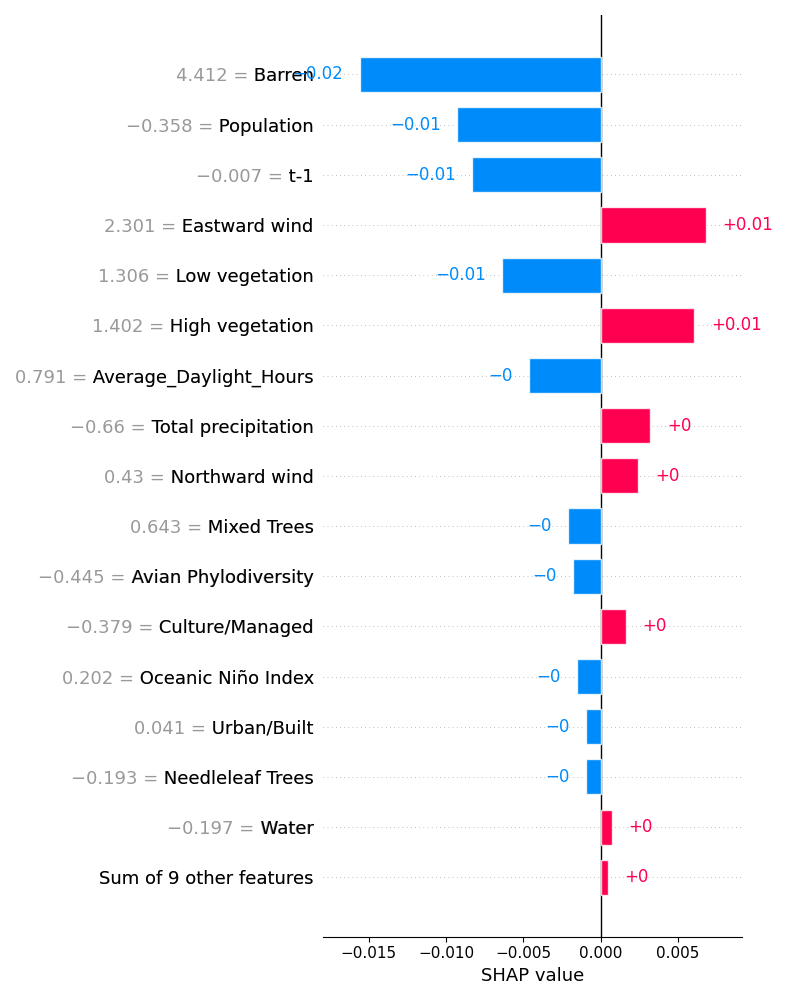 4.412 = Barren −0.02
−0.358 = Population −0.01
−0.007 = t-1 −0.01
2.301 = Eastward wind +0.01
1.306 = Low vegetation −0.01
1.402 = High vegetation +0.01
0.791 = Average_Daylight_Hours −0
−0.66 = Total precipitation +0
0.43 = Northward wind +0
0.643 = Mixed Trees −0
−0.445 = Avian Phylodiversity −0
−0.379 = Culture/Managed +0
0.202 = Oceanic Niño Index −0
0.041 = Urban/Built −0
−0.193 = Needleleaf Trees −0
−0.197 = Water +0
Sum of 9 other features +0
−0.015 −0.010 −0.005 0.000 0.005
SHAP value